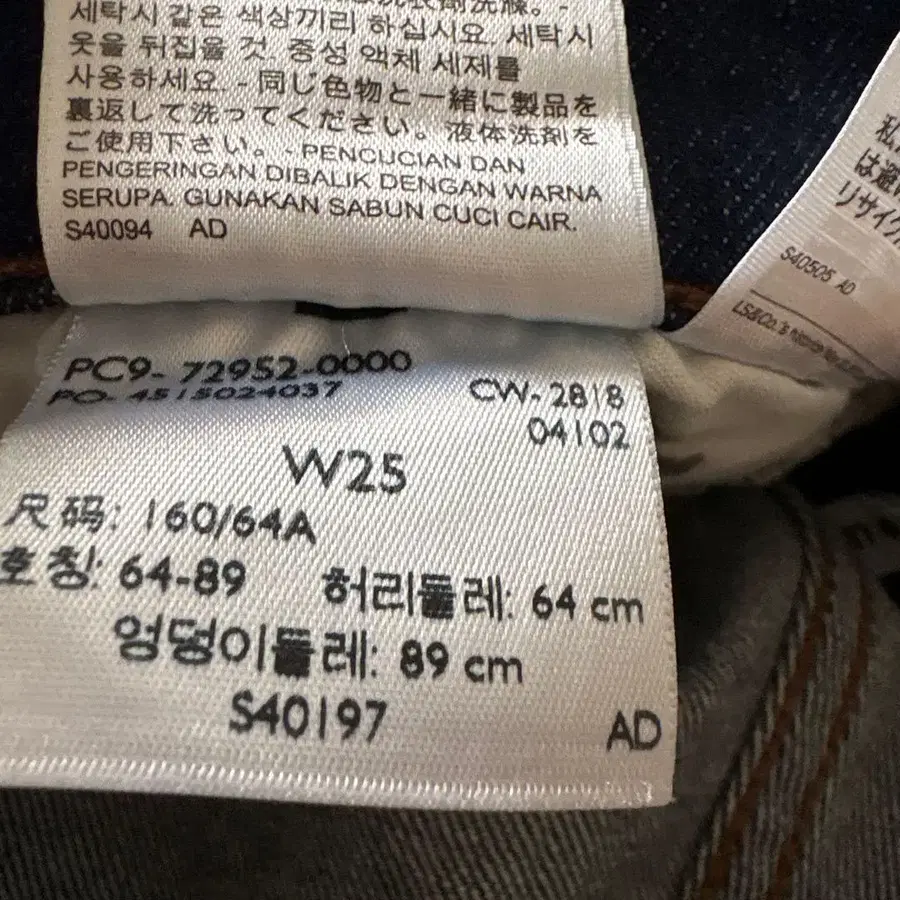 세탁시 같은 색상끼리 하십시오. 세탁시
옷을 뒤집을 것 중성 액체 세제를
사용하세요. - 同じ色物と一緒に製品を
裏返して洗ってください。液体洗剤を
ご使用下さい。- PENCUCIAN DAN
PENGERINGAN DIBALIK DENGAN WARNA
SERUPA. GUNAKAN SABUN CUCI CAIR.
S40094 AD
リサイク
S40505 AD
PC9- 72952-0000
PO- 4515024037
CW- 2818
04102
W25
尺码: 160/64A
호칭: 64-89 허리둘레: 64 cm
엉덩이둘레: 89 cm
S40197
AD